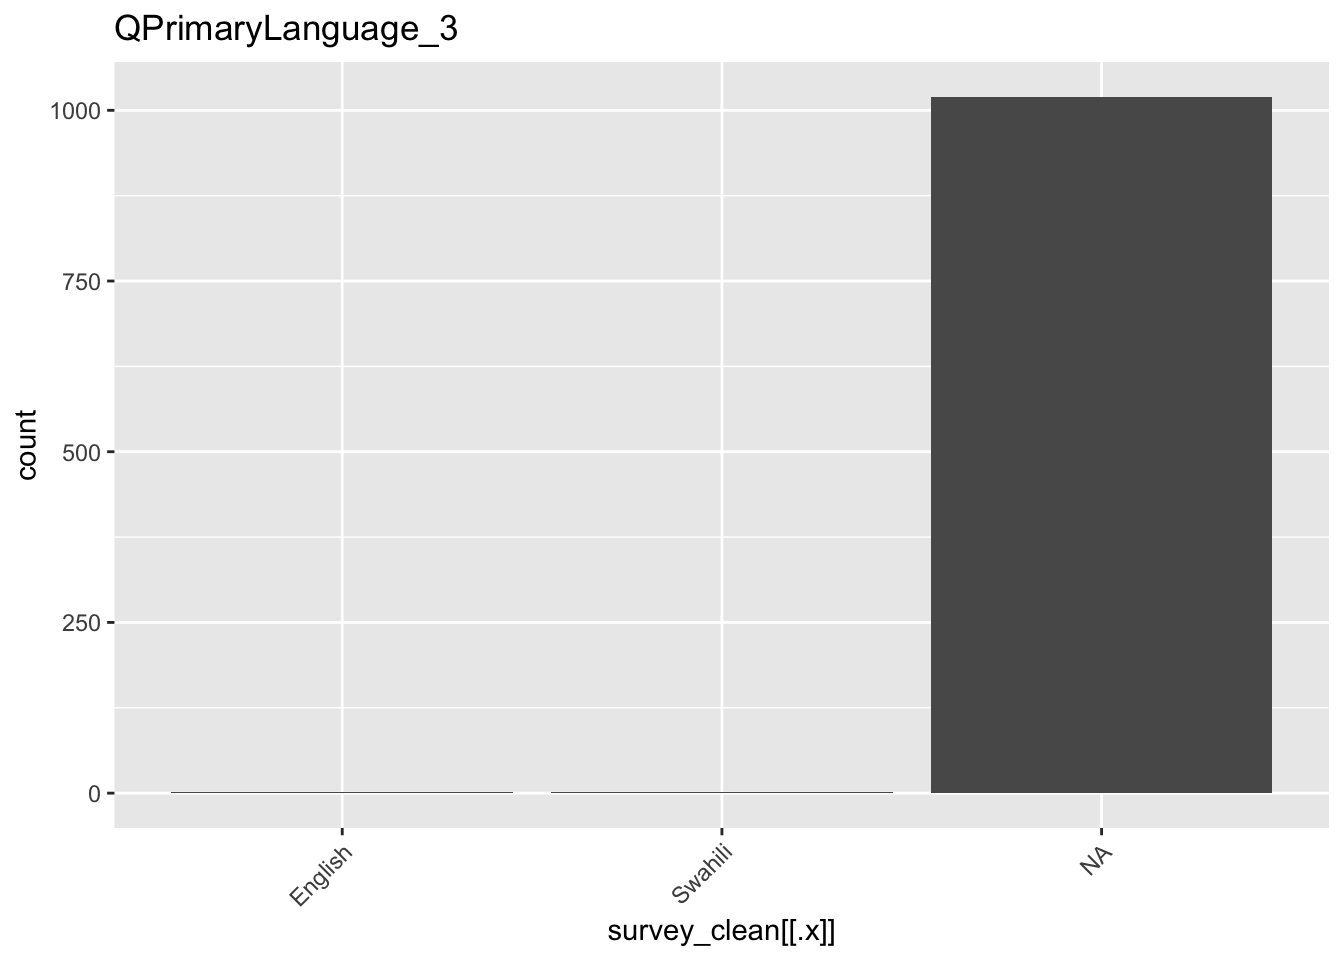 QPrimaryLanguage_3
1000
750
500
250
0
count
English
Swahili
NA
survey_clean[[.x]]